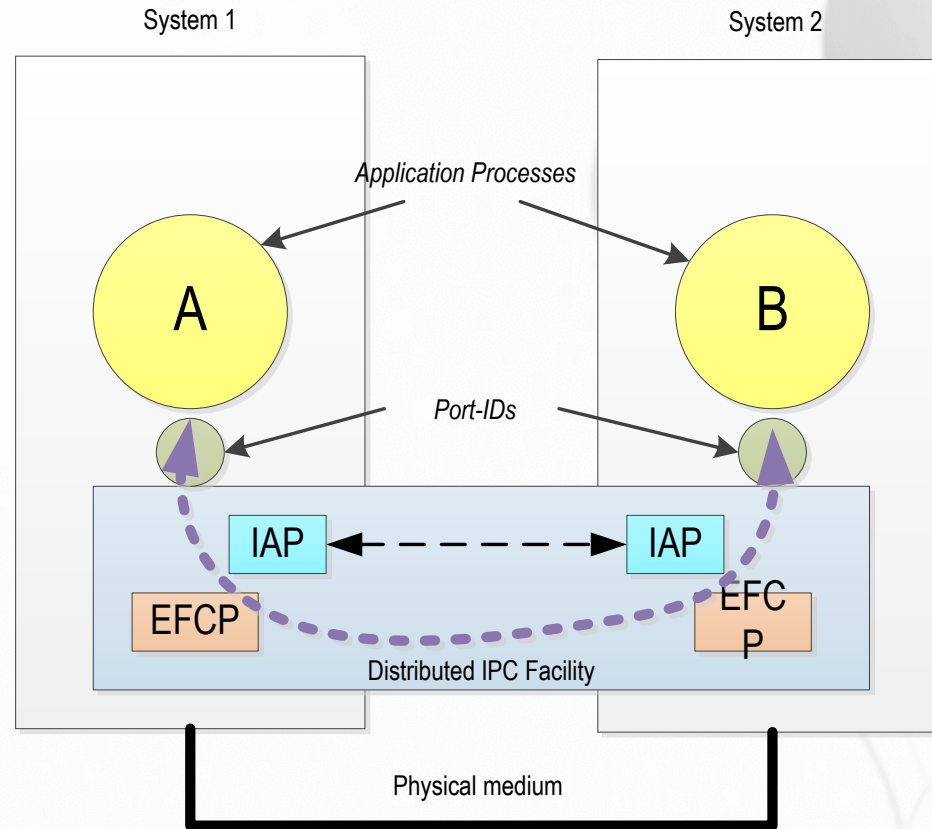 System 1
System 2
Application Processes
A
B
Port-IDs
IAP
IAP
EFCP
EFC
P
Distributed IPC Facility
Physical medium